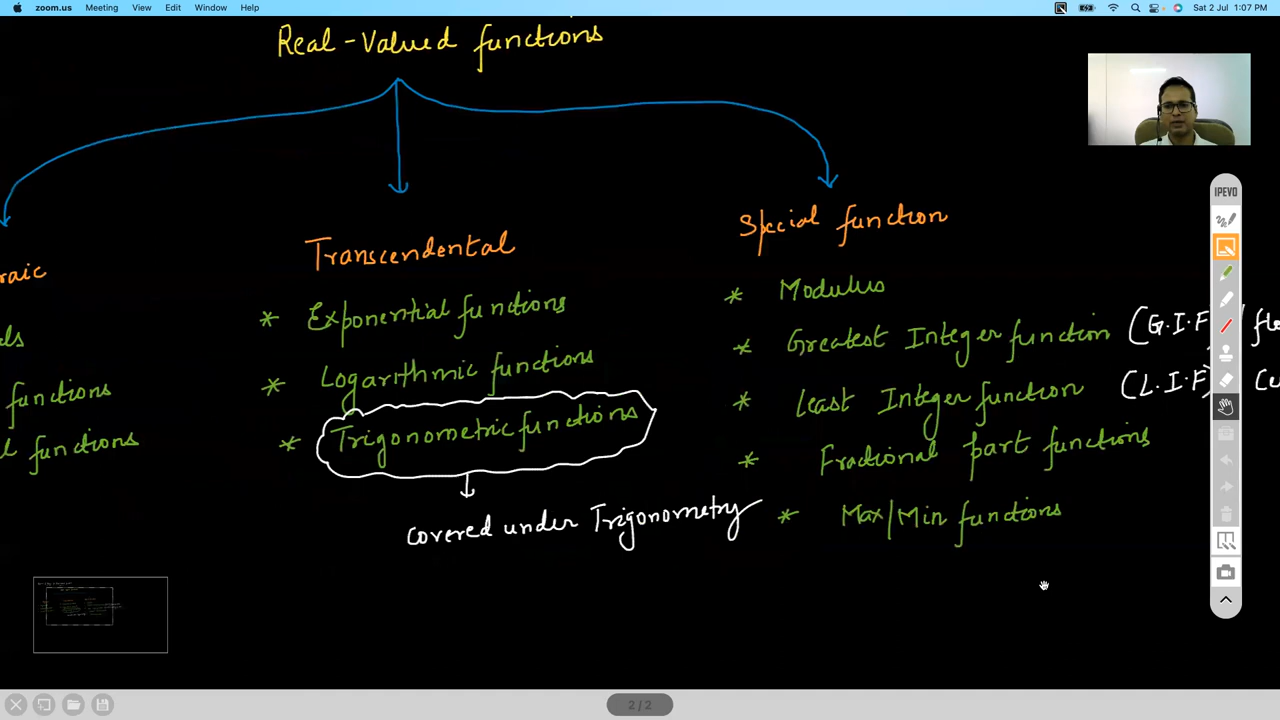 zoom.us Meeting View Edit Window Help Sat 2 Jul 1:07 PM
Real-Valued functions
IPEVO
raic
Transcendental
Special function
ls
* Exponential functions
* Modulus
functions
* Logarithmic functions
* Greatest Integer function (G.I.F)/ flo
l functions
* Trigonometric functions
* Least Integer function (L.I.F) Ce
* Fractional part functions
covered under Trigonometry
* Max/Min functions
2 / 2